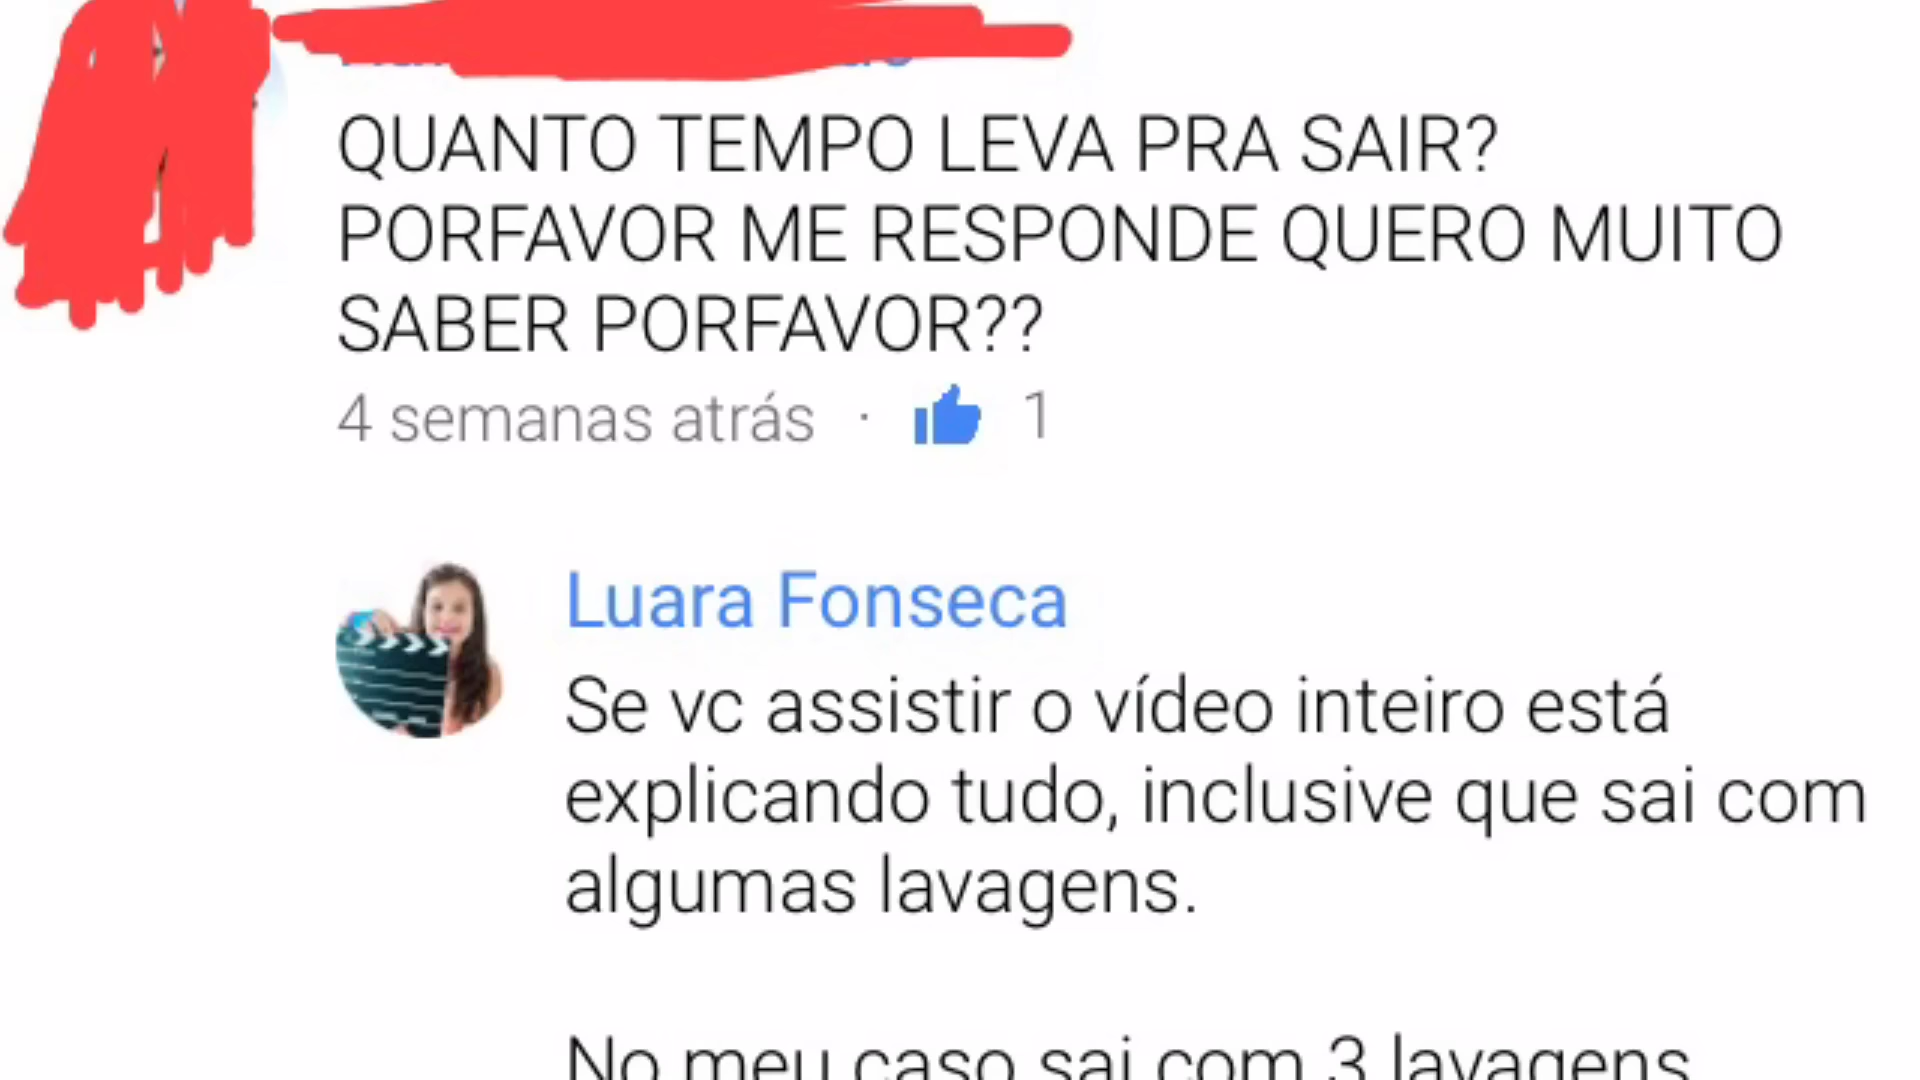 QUANTO TEMPO LEVA PRA SAIR?
PORFAVOR ME RESPONDE QUERO MUITO
SABER PORFAVOR??
4 semanas atrás · 1
Luara Fonseca
Se vc assistir o vídeo inteiro está
explicando tudo, inclusive que sai com
algumas lavagens.
No meu caso sai com 3 lavagens